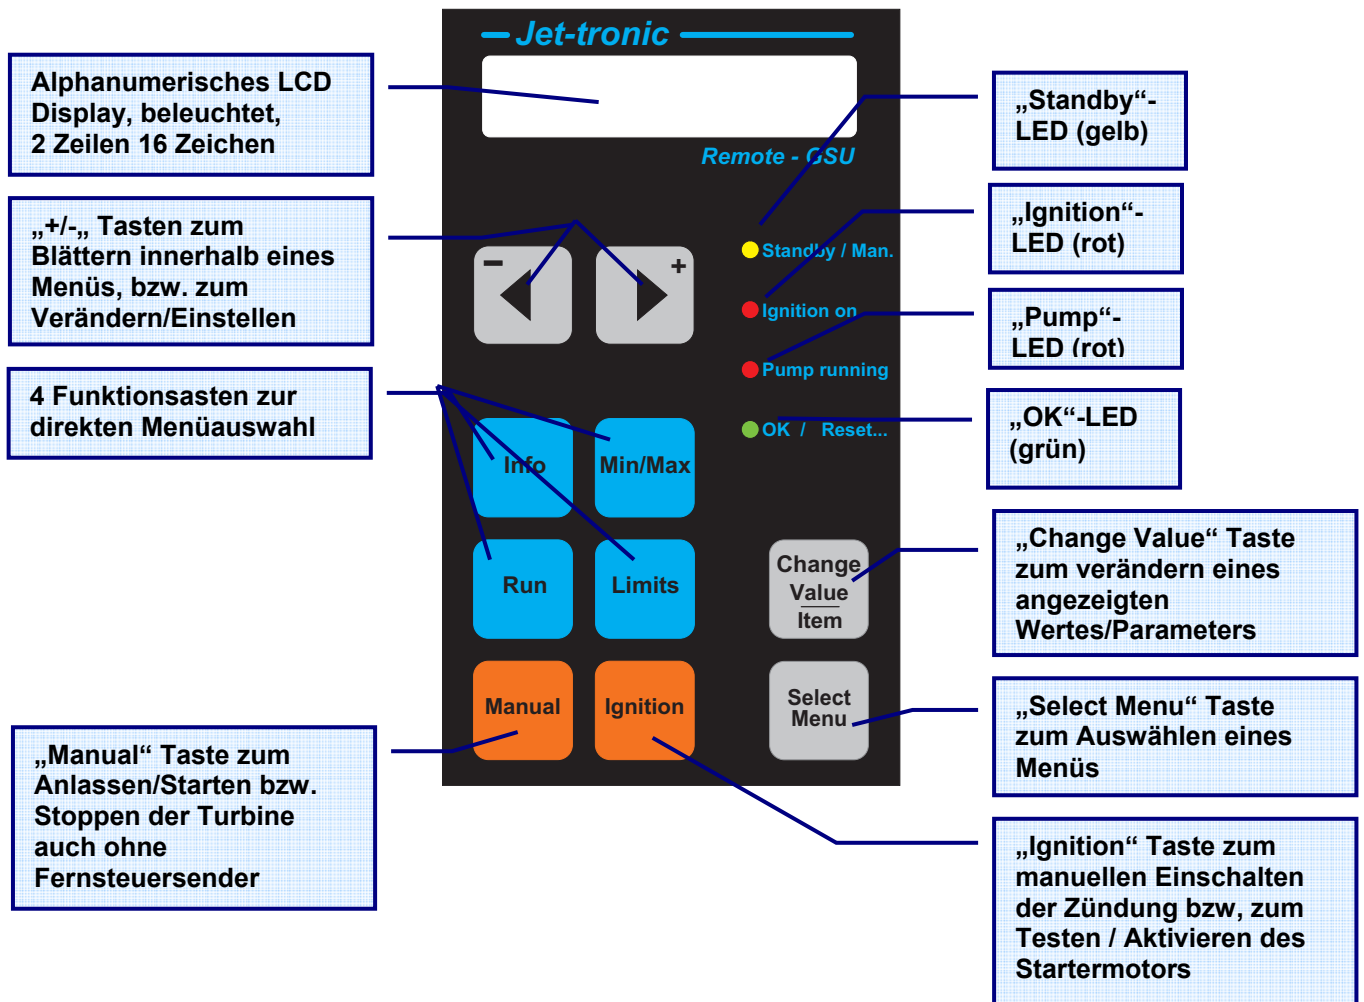 Jet-tronic
Remote - GSU
Alphanumerisches LCD
Display, beleuchtet,
2 Zeilen 16 Zeichen
„+/-„ Tasten zum
Blättern innerhalb eines
Menüs, bzw. zum
Verändern/Einstellen
4 Funktionsasten zur
direkten Menüauswahl
„Manual“ Taste zum
Anlassen/Starten bzw.
Stoppen der Turbine
auch ohne
Fernsteuersender
−
+
Standby / Man.
Ignition on
Pump running
OK / Reset...
Info
Min/Max
Run
Limits
Manual
Ignition
Change
Value
Item
Select
Menu
„Standby“-
LED (gelb)
„Ignition“-
LED (rot)
„Pump“-
LED (rot)
„OK“-LED
(grün)
„Change Value“ Taste
zum verändern eines
angezeigten
Wertes/Parameters
„Select Menu“ Taste
zum Auswählen eines
Menüs
„Ignition“ Taste zum
manuellen Einschalten
der Zündung bzw, zum
Testen / Aktivieren des
Startermotors